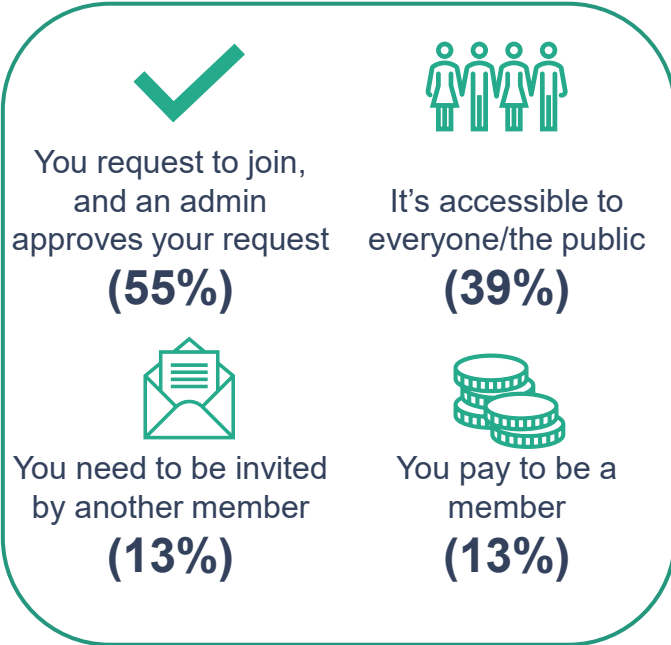 You request to join,
and an admin
approves your request
(55%)
It's accessible to
everyone/the public
(39%)
You need to be invited
by another member
(13%)
You pay to be a
member
(13%)